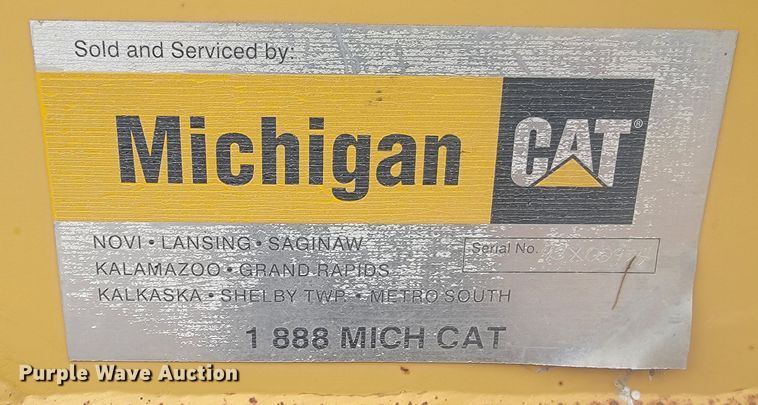 Sold and Serviced by:
Michigan CAT®
NOVI • LANSING • SAGINAW
Serial No.
KALAMAZOO • GRAND RAPIDS
KALKASKA • SHELBY TWP. • METRO SOUTH
1 888 MICH CAT
Purple Wave Auction